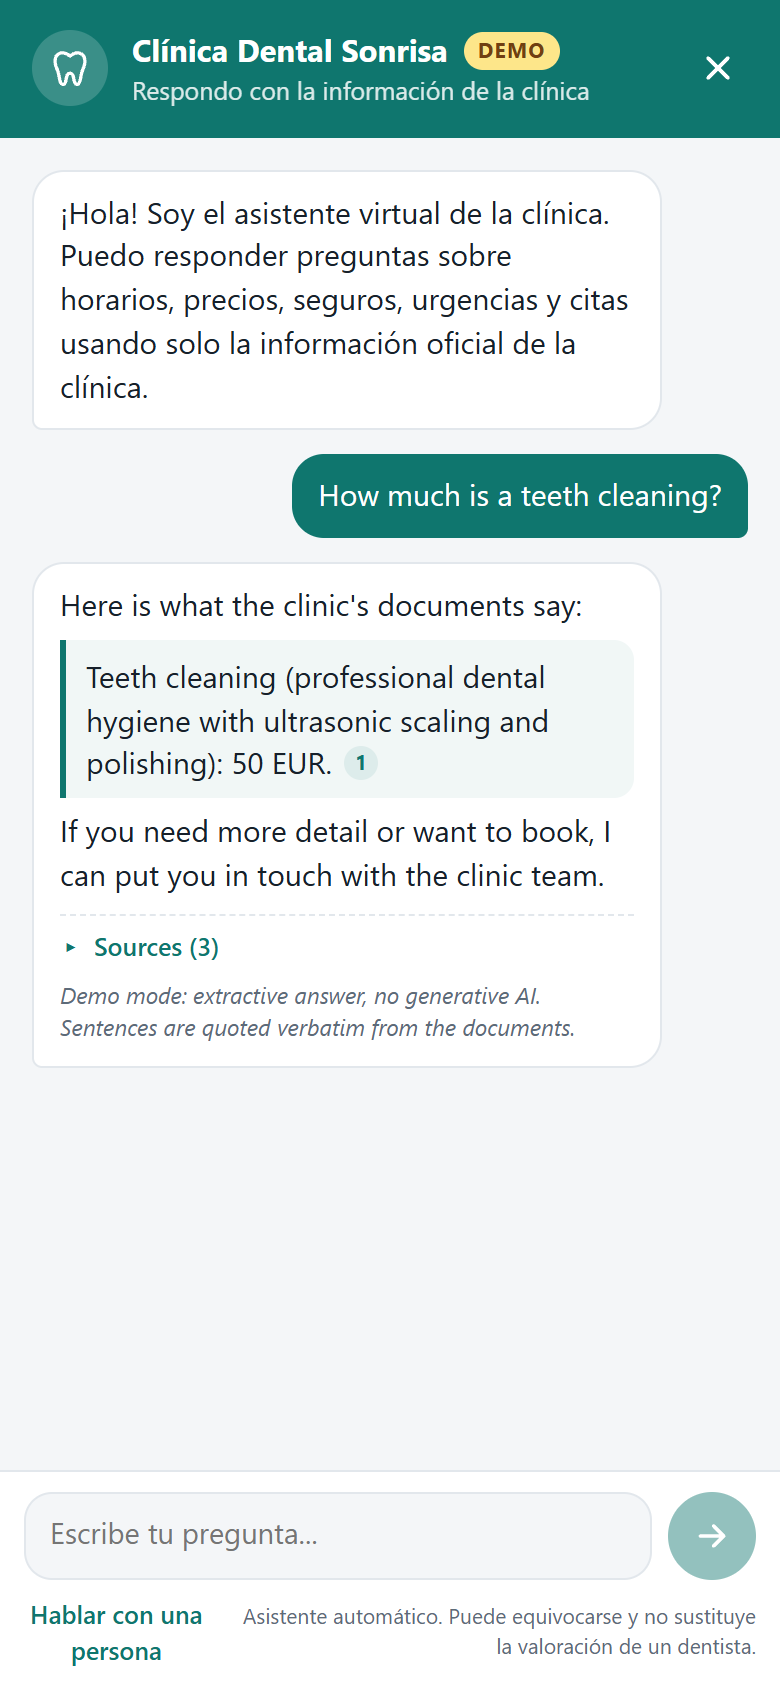 Clínica Dental Sonrisa DEMO
Respondo con la información de la clínica
¡Hola! Soy el asistente virtual de la clínica.
Puedo responder preguntas sobre
horarios, precios, seguros, urgencias y citas
usando solo la información oficial de la
clínica.
How much is a teeth cleaning?
Here is what the clinic's documents say:
Teeth cleaning (professional dental
hygiene with ultrasonic scaling and
polishing): 50 EUR. 1
If you need more detail or want to book, I
can put you in touch with the clinic team.
Sources (3)
Demo mode: extractive answer, no generative AI.
Sentences are quoted verbatim from the documents.
Escribe tu pregunta...
Hablar con una
persona
Asistente automático. Puede equivocarse y no sustituye
la valoración de un dentista.